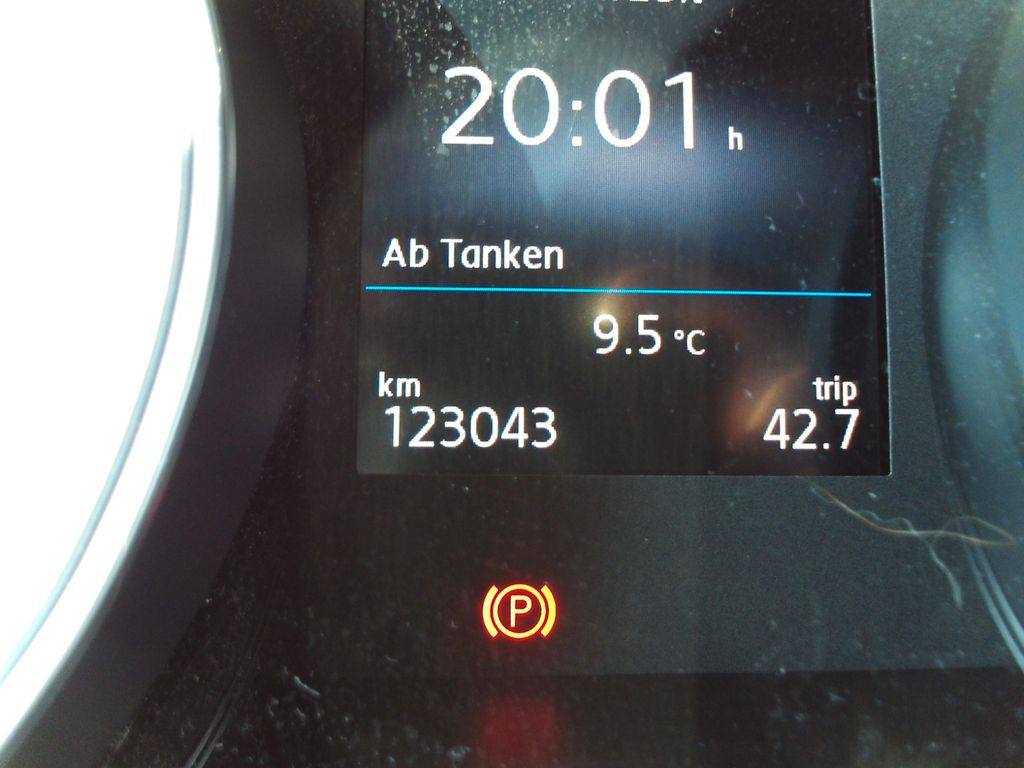 20:01 h
Ab Tanken
9.5 °C
km trip
123043 42.7
P